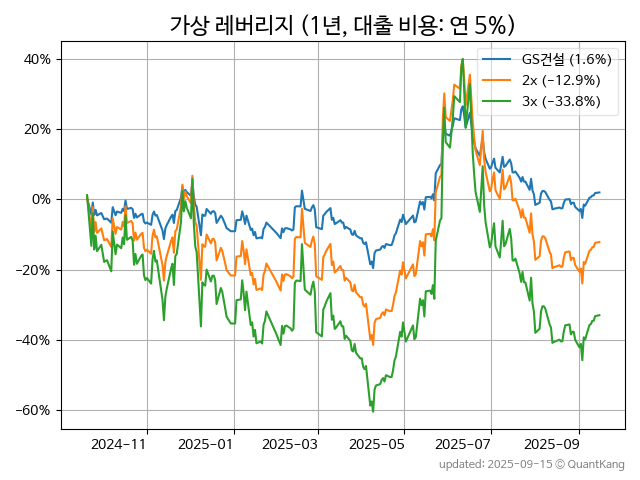 가상 레버리지 (1년, 대출 비용: 연 5%)
GS건설 (1.6%)
2x (−12.9%)
3x (−33.8%)
40%
20%
0%
−20%
−40%
−60%
2024-11 2025-01 2025-03 2025-05 2025-07 2025-09
updated: 2025-09-15 © QuantKang